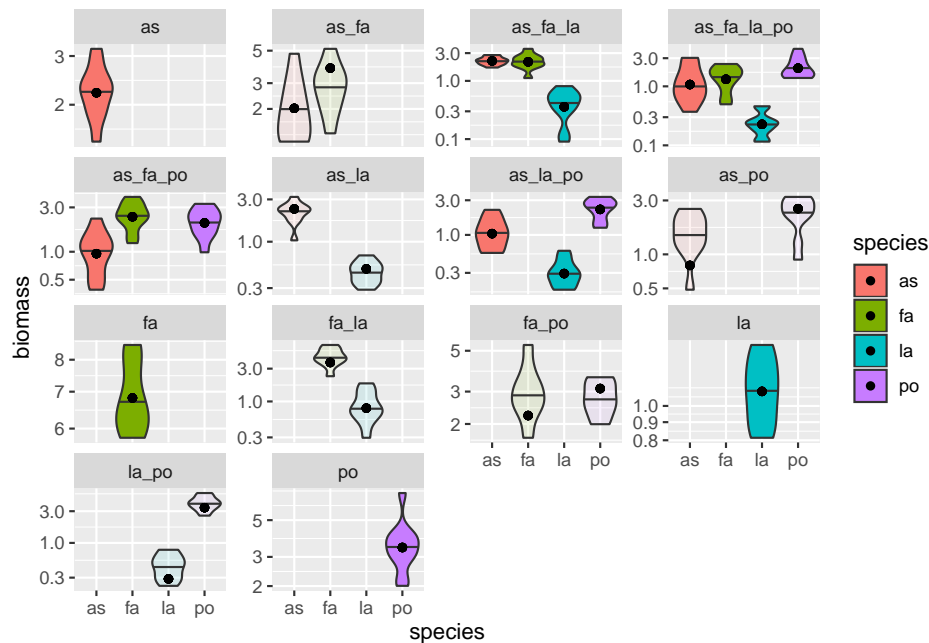 as
as_fa
as_fa_la
as_fa_la_po
3
2
5
3
2
3.0
1.0
0.3
0.1
3.0
1.0
0.3
0.1
as_fa_po
as_la
as_la_po
as_po
3.0
1.0
0.5
3.0
1.0
0.3
3.0
1.0
0.3
3.0
1.0
0.5
fa
fa_la
fa_po
la
8
7
6
3.0
1.0
0.3
5
3
2
1.0
0.9
0.8
as fa la po
as fa la po
la_po
po
3.0
1.0
0.3
5
3
2
as fa la po
as fa la po
species
biomass
species
as
fa
la
po